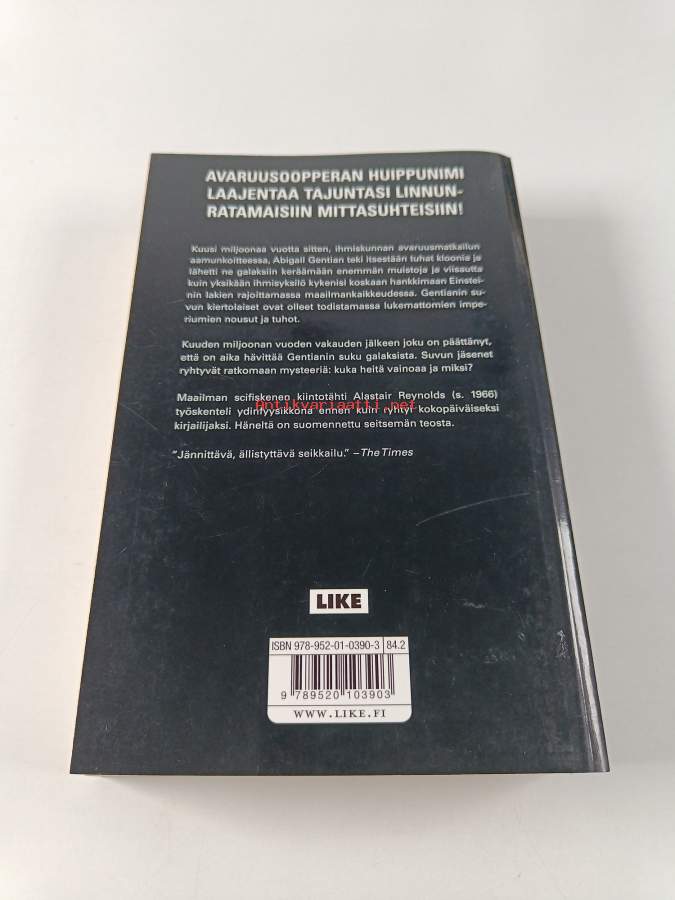 AVARUUSOOPPERAN HUIPPUNIMI
LAAJENTAA TAJUNTASI LINNUN-
RATAMAISIIN MITTASUHTEISIIN!
Kuusi miljoonaa vuotta sitten, ihmiskunnan avaruusmatkailun
aamunkoitteessa, Abigail Gentian teki itsestään tuhat kloonia ja
lähetti ne galaksiin keräämään enemmän muistoja ja viisautta
kuin yksikään ihmisyksilö kykenisi koskaan hankkimaan Einstei-
nin lakien rajoittamassa maailmankaikkeudessa. Gentianin su-
vun kiertolaiset ovat olleet todistamassa lukemattomien impe-
riumien nousut ja tuhot.
Kuuden miljoonan vuoden vakauden jälkeen joku on päättänyt,
että on aika hävittää Gentianin suku galaksista. Suvun jäsenet
ryhtyvät ratkomaan mysteeriä: kuka heitä vainoaa ja miksi?
Maailman scifiskenen kiintotähti Alastair Reynolds (s. 1966)
Antikvariaatti.net
työskenteli ydinfyysikkona ennen kuin ryhtyi kokopäiväiseksi
kirjailijaksi. Häneltä on suomennettu seitsemän teosta.
"Jännittävä, ällistyttävä seikkailu." – The Times
LIKE
ISBN 978-952-01-0390-3 84.2
9 789520 103903
WWW.LIKE.FI